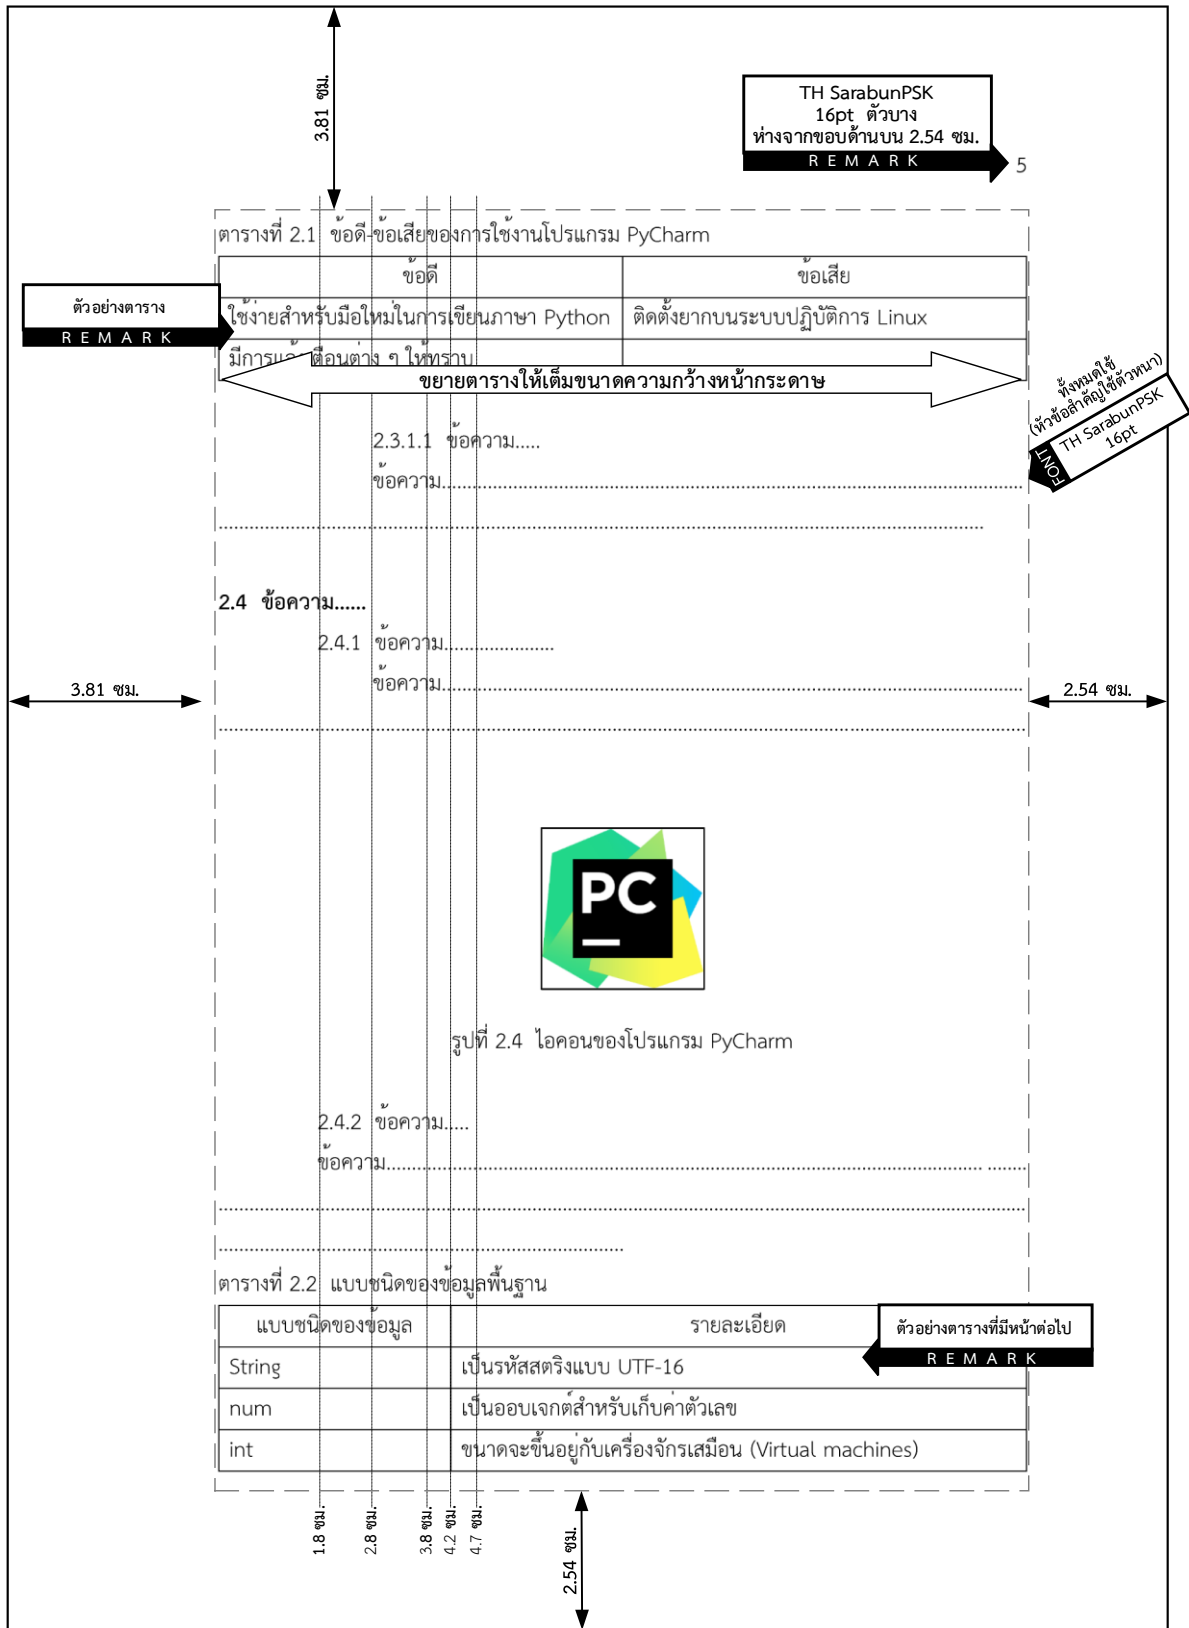 3.81 ซม.
TH SarabunPSK
16pt ตัวบาง
ห่างจากขอบด้านบน 2.54 ซม.
REMARK
5
ตารางที่ 2.1 ข้อดี-ข้อเสียของการใช้งานโปรแกรม PyCharm
ข้อดี ข้อเสีย
ตัวอย่างตาราง
REMARK
ใช้ง่ายสำหรับมือใหม่ในการเขียนภาษา Python ติดตั้งยากบนระบบปฏิบัติการ Linux
มีการแจ้งเตือนต่าง ๆ ให้ทราบ
ขยายตารางให้เต็มขนาดความกว้างหน้ากระดาษ
ทั้งหมดใช้
(หัวข้อสำคัญใช้ตัวหนา)
TH SarabunPSK
16pt
FONT
2.3.1.1 ข้อความ.....
ข้อความ....................................................................................................................
.........................................................................................................................................................
2.4 ข้อความ......
2.4.1 ข้อความ......................
ข้อความ....................................................................................................................
3.81 ซม.
2.54 ซม.
.................................................................................................................................................................
PC
รูปที่ 2.4 ไอคอนของโปรแกรม PyCharm
2.4.2 ข้อความ.....
ข้อความ....................................................................................................................... ........
.................................................................................................................................................................
.................................................................................
ตารางที่ 2.2 แบบชนิดของข้อมูลพื้นฐาน
แบบชนิดของข้อมูล รายละเอียด
ตัวอย่างตารางที่มีหน้าต่อไป
REMARK
String เป็นรหัสสตริงแบบ UTF-16
num เป็นออบเจกต์สำหรับเก็บค่าตัวเลข
int ขนาดจะขึ้นอยู่กับเครื่องจักรเสมือน (Virtual machines)
1.8 ซม.
2.8 ซม.
3.8 ซม.
4.2 ซม.
4.7 ซม.
2.54 ซม.